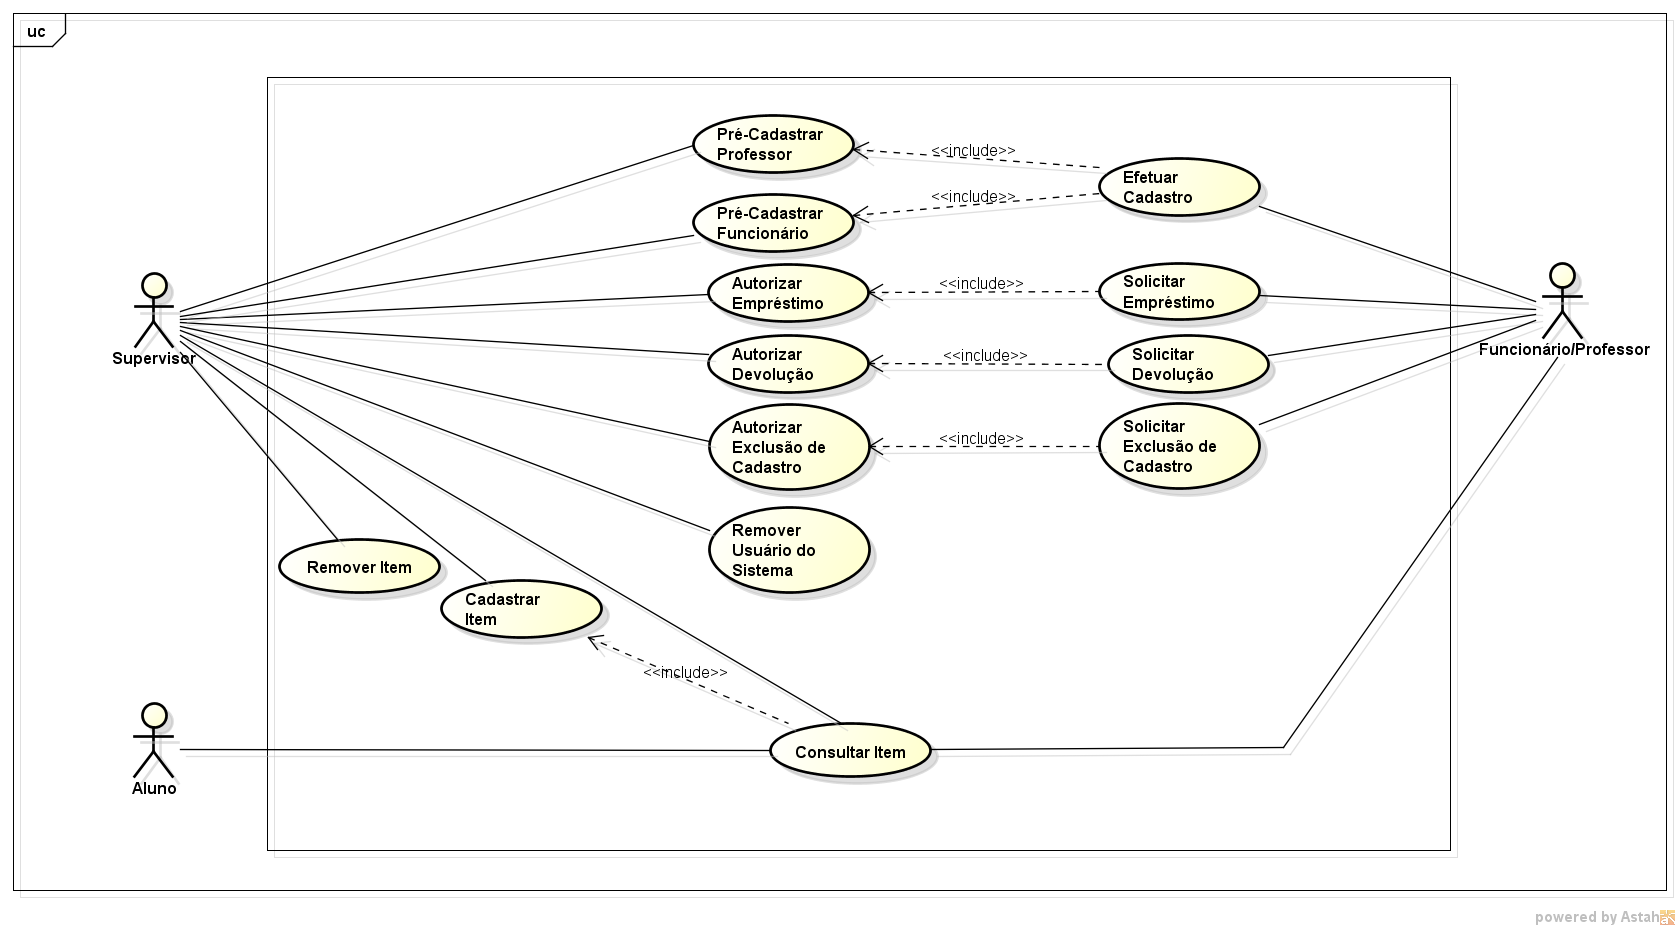 uc
Pré-Cadastrar
Professor
<<include>>
Efetuar
Cadastro
<<include>>
Pré-Cadastrar
Funcionário
Autorizar
Empréstimo
<<include>>
Solicitar
Empréstimo
Supervisor
Funcionário/Professor
Autorizar
Devolução
<<include>>
Solicitar
Devolução
Autorizar
Exclusão de
Cadastro
<<include>>
Solicitar
Exclusão de
Cadastro
Remover
Usuário do
Sistema
Remover Item
Cadastrar
Item
<<include>>
Consultar Item
Aluno
powered by Astah